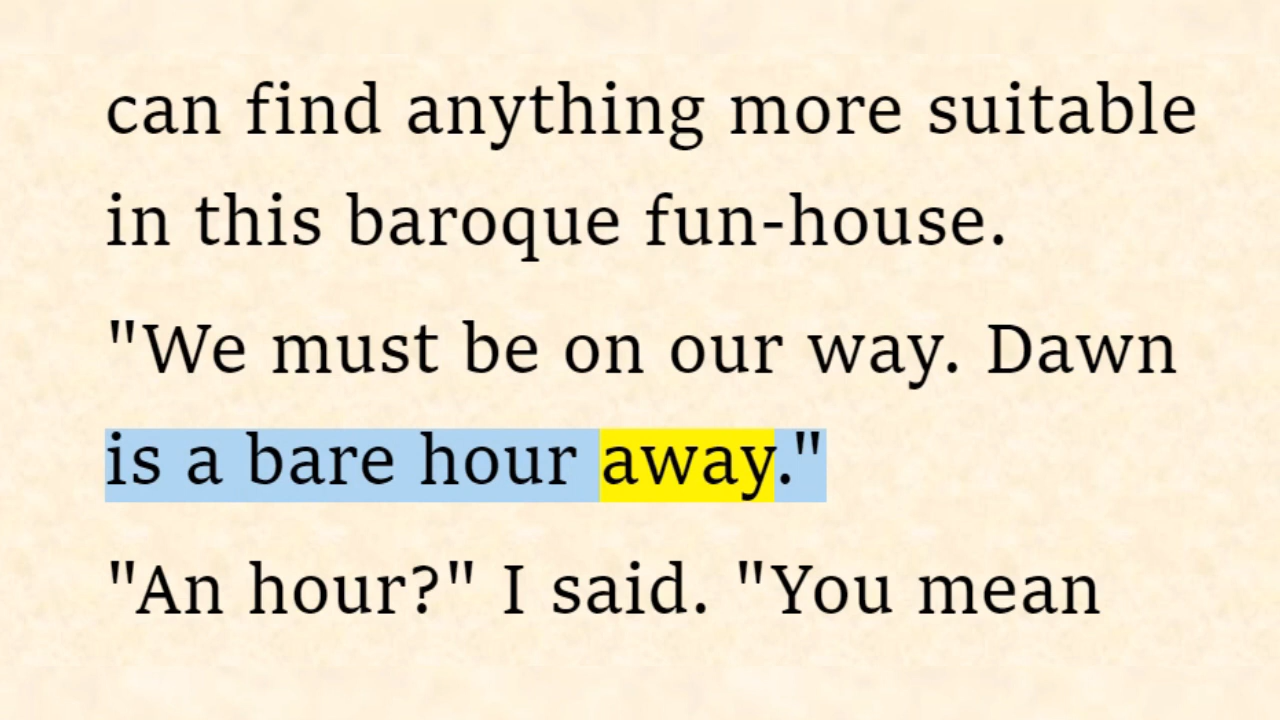 can find anything more suitable
in this baroque fun-house.
"We must be on our way. Dawn
is a bare hour away."
"An hour?" I said. "You mean